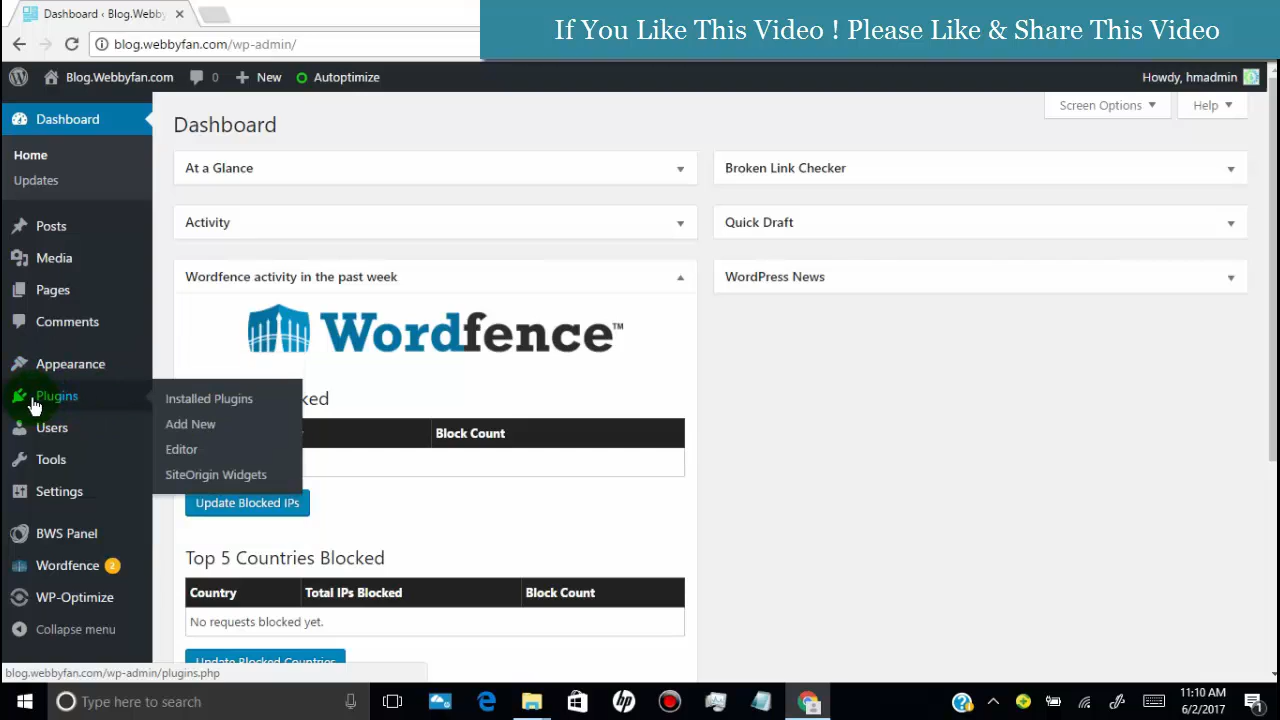 Dashboard ‹ Blog.Webby
If You Like This Video ! Please Like & Share This Video
blog.webbyfan.com/wp-admin/
Blog.Webbyfan.com 0 New Autoptimize Howdy, hmadmin
Screen Options Help
Dashboard
Home
Updates
Posts
Media
Pages
Comments
Appearance
Plugins
Users
Tools
Settings
BWS Panel
Wordfence 2
WP-Optimize
Collapse menu
Installed Plugins
Add New
Editor
SiteOrigin Widgets
Dashboard
At a Glance
Activity
Wordfence activity in the past week
Wordfence™
Block Count
Update Blocked IPs
Top 5 Countries Blocked
Country Total IPs Blocked Block Count
No requests blocked yet.
Update Blocked Countries
Broken Link Checker
Quick Draft
WordPress News
blog.webbyfan.com/wp-admin/plugins.php
Type here to search
hp
11:10 AM
6/2/2017
1